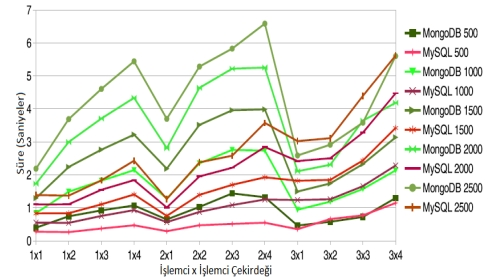 Süre (Saniyeler)
7
6
5
4
3
2
1
0
1x1 1x2 1x3 1x4 2x1 2x2 2x3 2x4 3x1 3x2 3x3 3x4
İşlemci x İşlemci Çekirdeği
MongoDB 500
MySQL 500
MongoDB 1000
MySQL 1000
MongoDB 1500
MySQL 1500
MongoDB 2000
MySQL 2000
MongoDB 2500
MySQL 2500